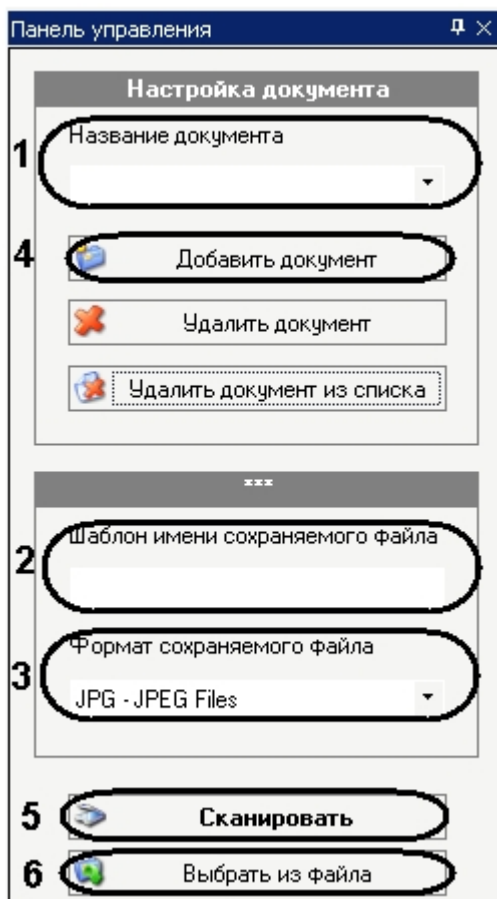 Панель управления
Настройка документа
1
Название документа
4
Добавить документ
Удалить документ
Удалить документ из списка
***
2
Шаблон имени сохраняемого файла
3
Формат сохраняемого файла
JPG - JPEG Files
5
Сканировать
6
Выбрать из файла